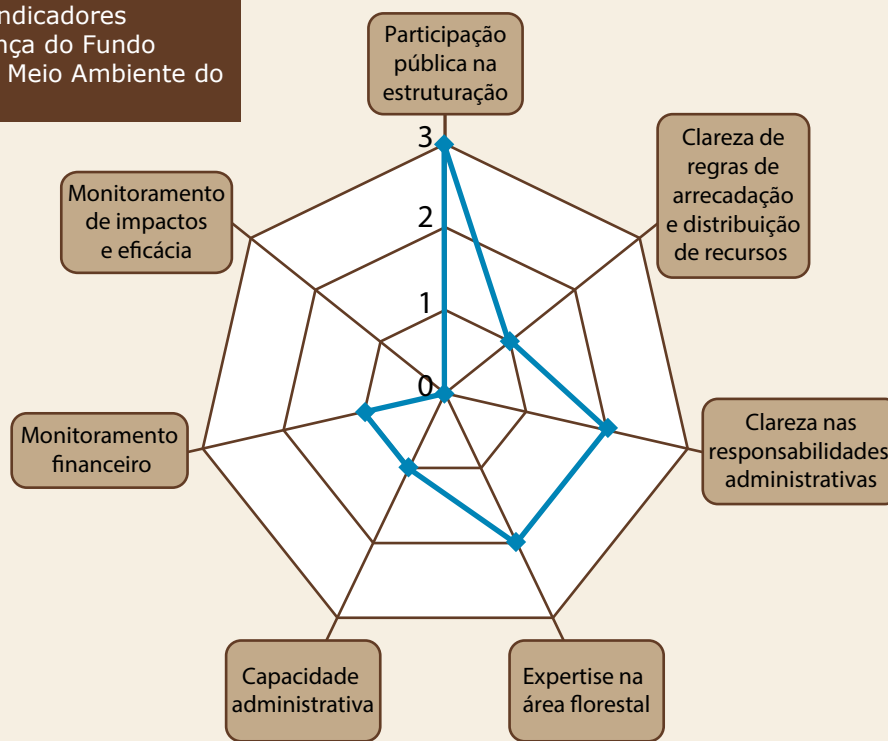 ndicadores
nça do Fundo
Meio Ambiente do
Participação
pública na
estruturação
Clareza de
regras de
arrecadação
e distribuição
de recursos
Monitoramento
de impactos
e eficácia
3
2
1
0
Clareza nas
responsabilidades
administrativas
Monitoramento
financeiro
Capacidade
administrativa
Expertise na
área florestal